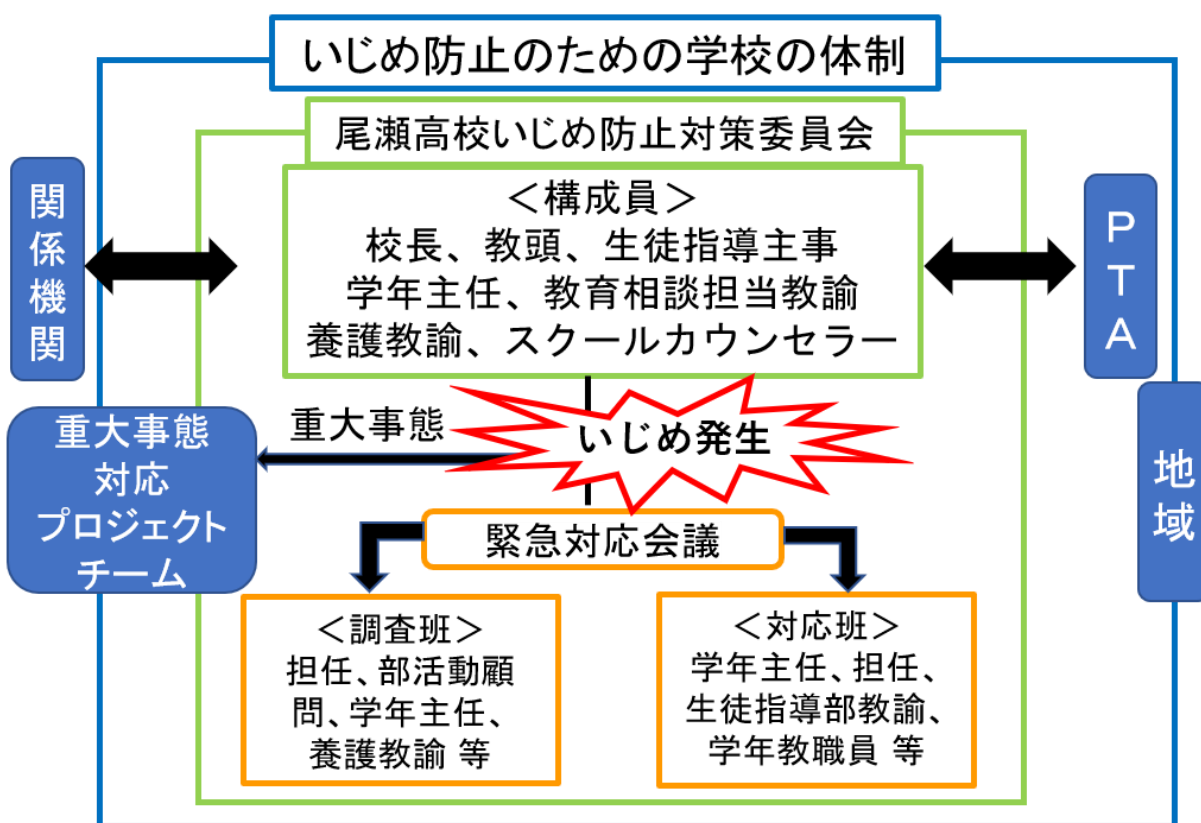 いじめ防止のための学校の体制
尾瀬高校いじめ防止対策委員会
＜構成員＞
校長、教頭、生徒指導主事
学年主任、教育相談担当教諭
養護教諭、スクールカウンセラー
関係機関
PTA
重大事態
いじめ発生
重大事態
対応
プロジェクト
チーム
地域
緊急対応会議
＜調査班＞
担任、部活動顧
問、学年主任、
養護教諭 等
＜対応班＞
学年主任、担任、
生徒指導部教諭、
学年教職員 等